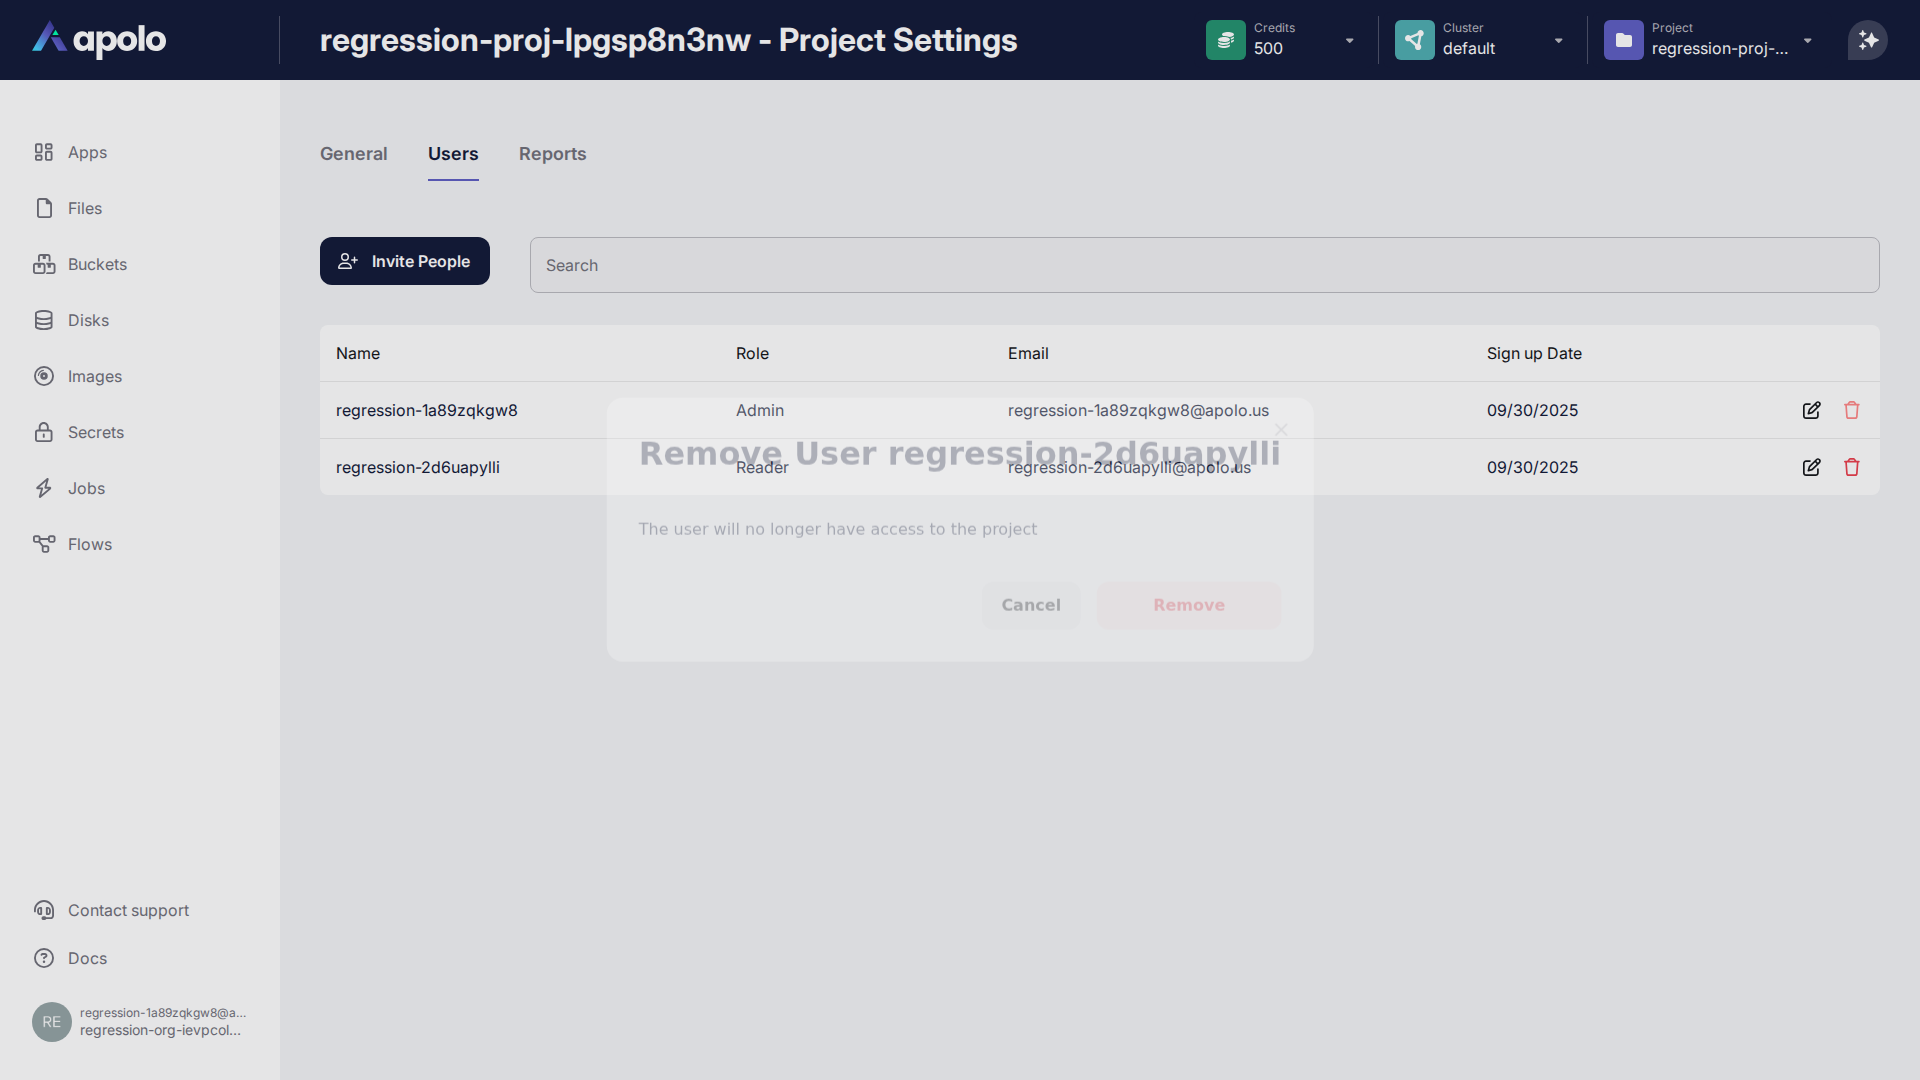 apolo
regression-proj-lpgsp8n3nw - Project Settings
Credits
500
Cluster
default
Project
regression-proj-...
Apps
Files
Buckets
Disks
Images
Secrets
Jobs
Flows
General
Users
Reports
Invite People
Search
Name
Role
Email
Sign up Date
regression-1a89zqkgw8
Admin
regression-1a89zqkgw8@apolo.us
09/30/2025
regression-2d6uapylli
Reader
regression-2d6uapylli@apolo.us
09/30/2025
Remove User regression-2d6uapylli
The user will no longer have access to the project
Cancel
Remove
Contact support
Docs
RE
regression-1a89zqkgw8@a...
regression-org-ievpcol...